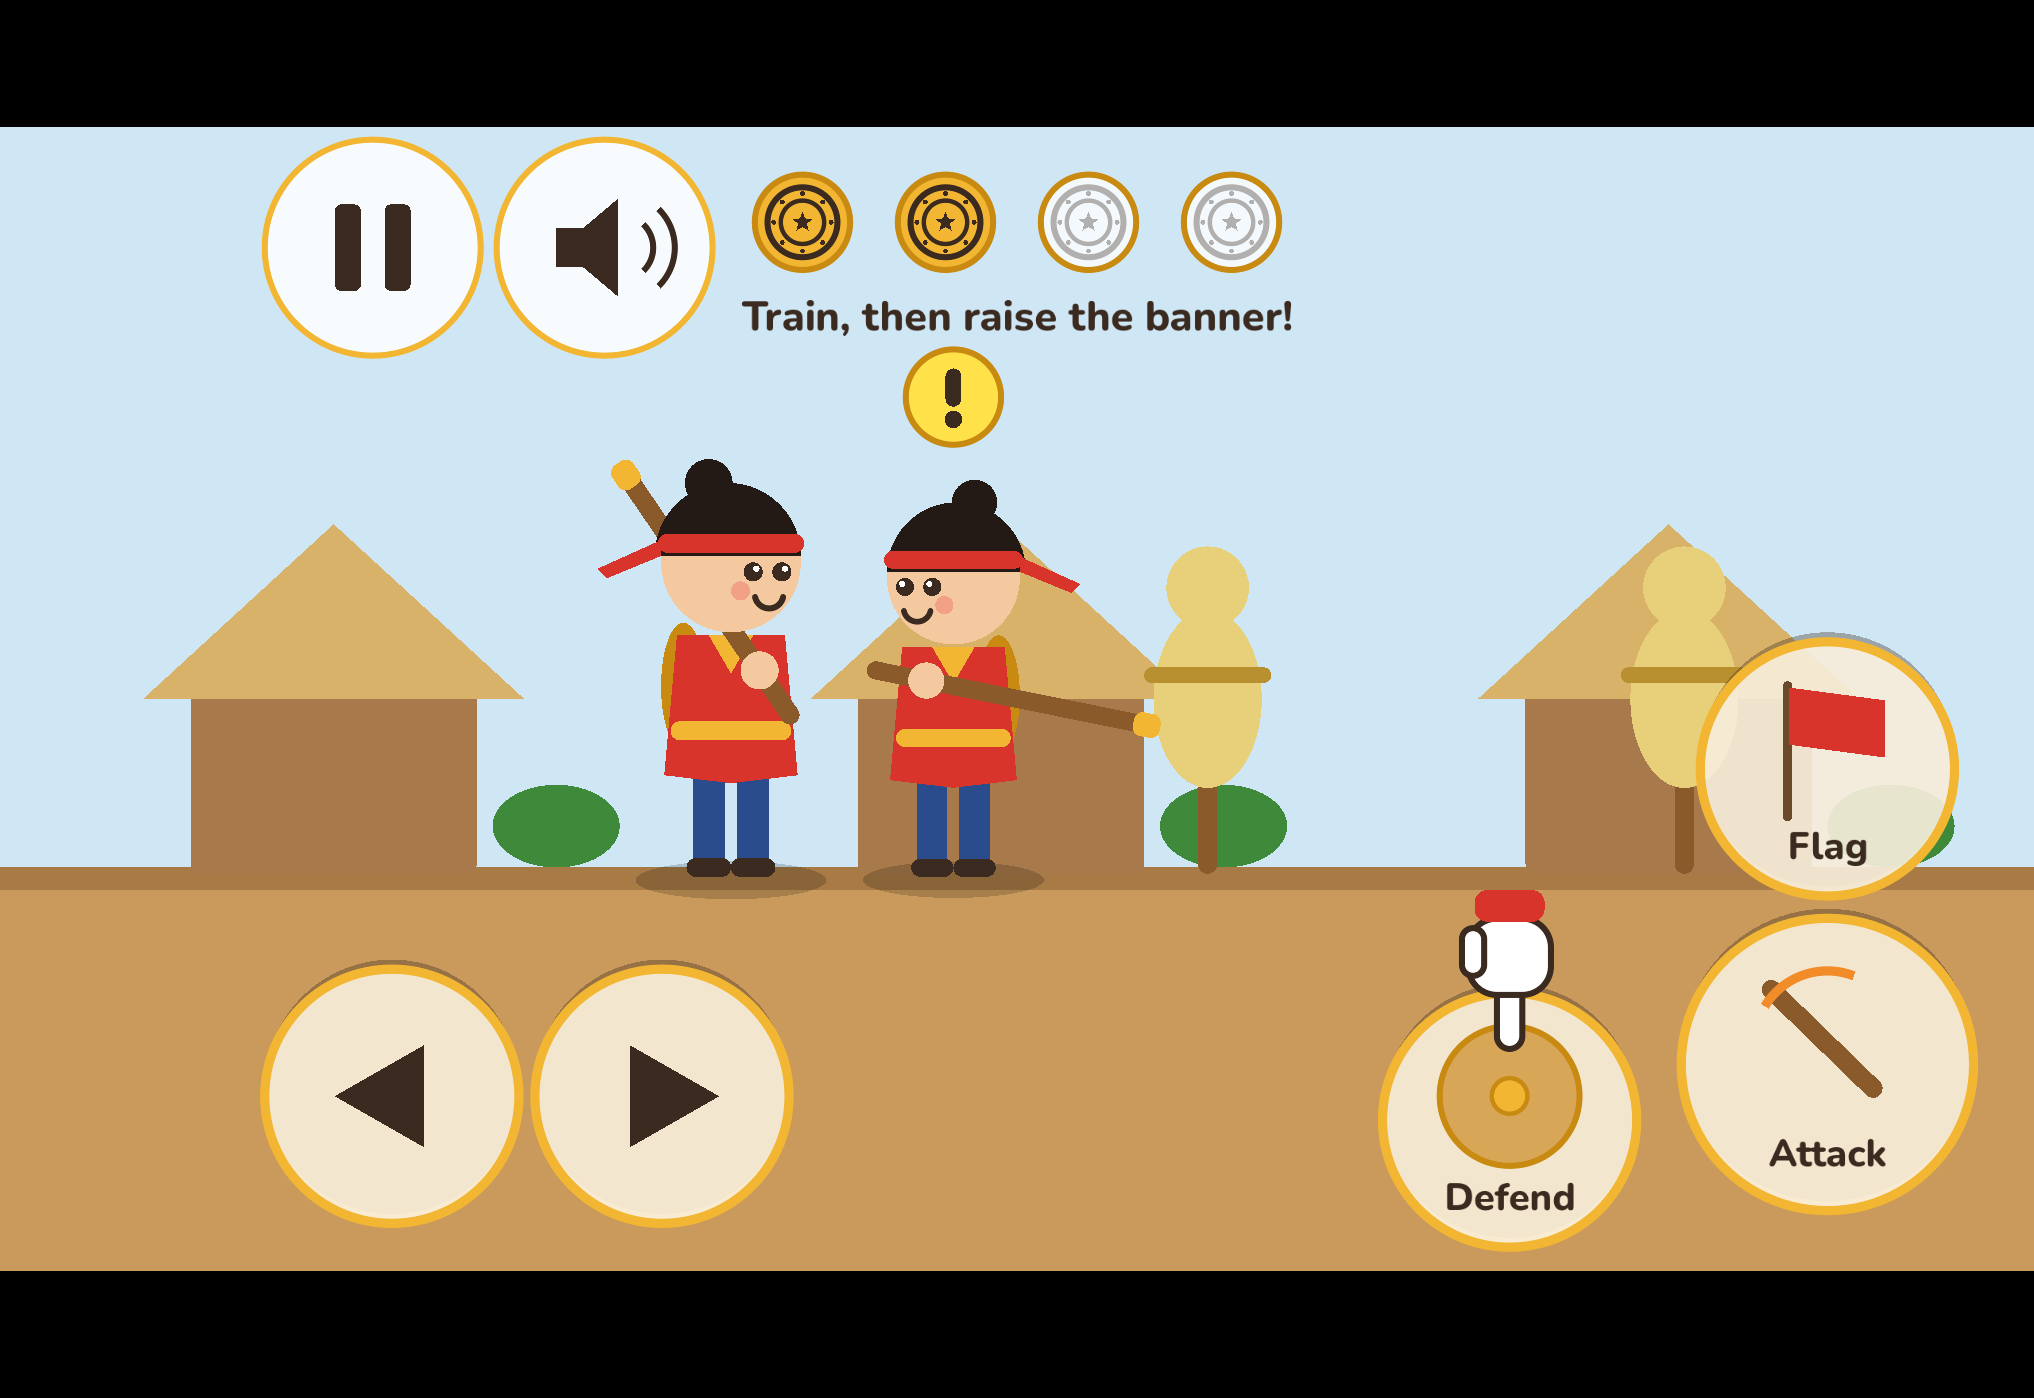 Train, then raise the banner!
!
Flag
Attack
Defend